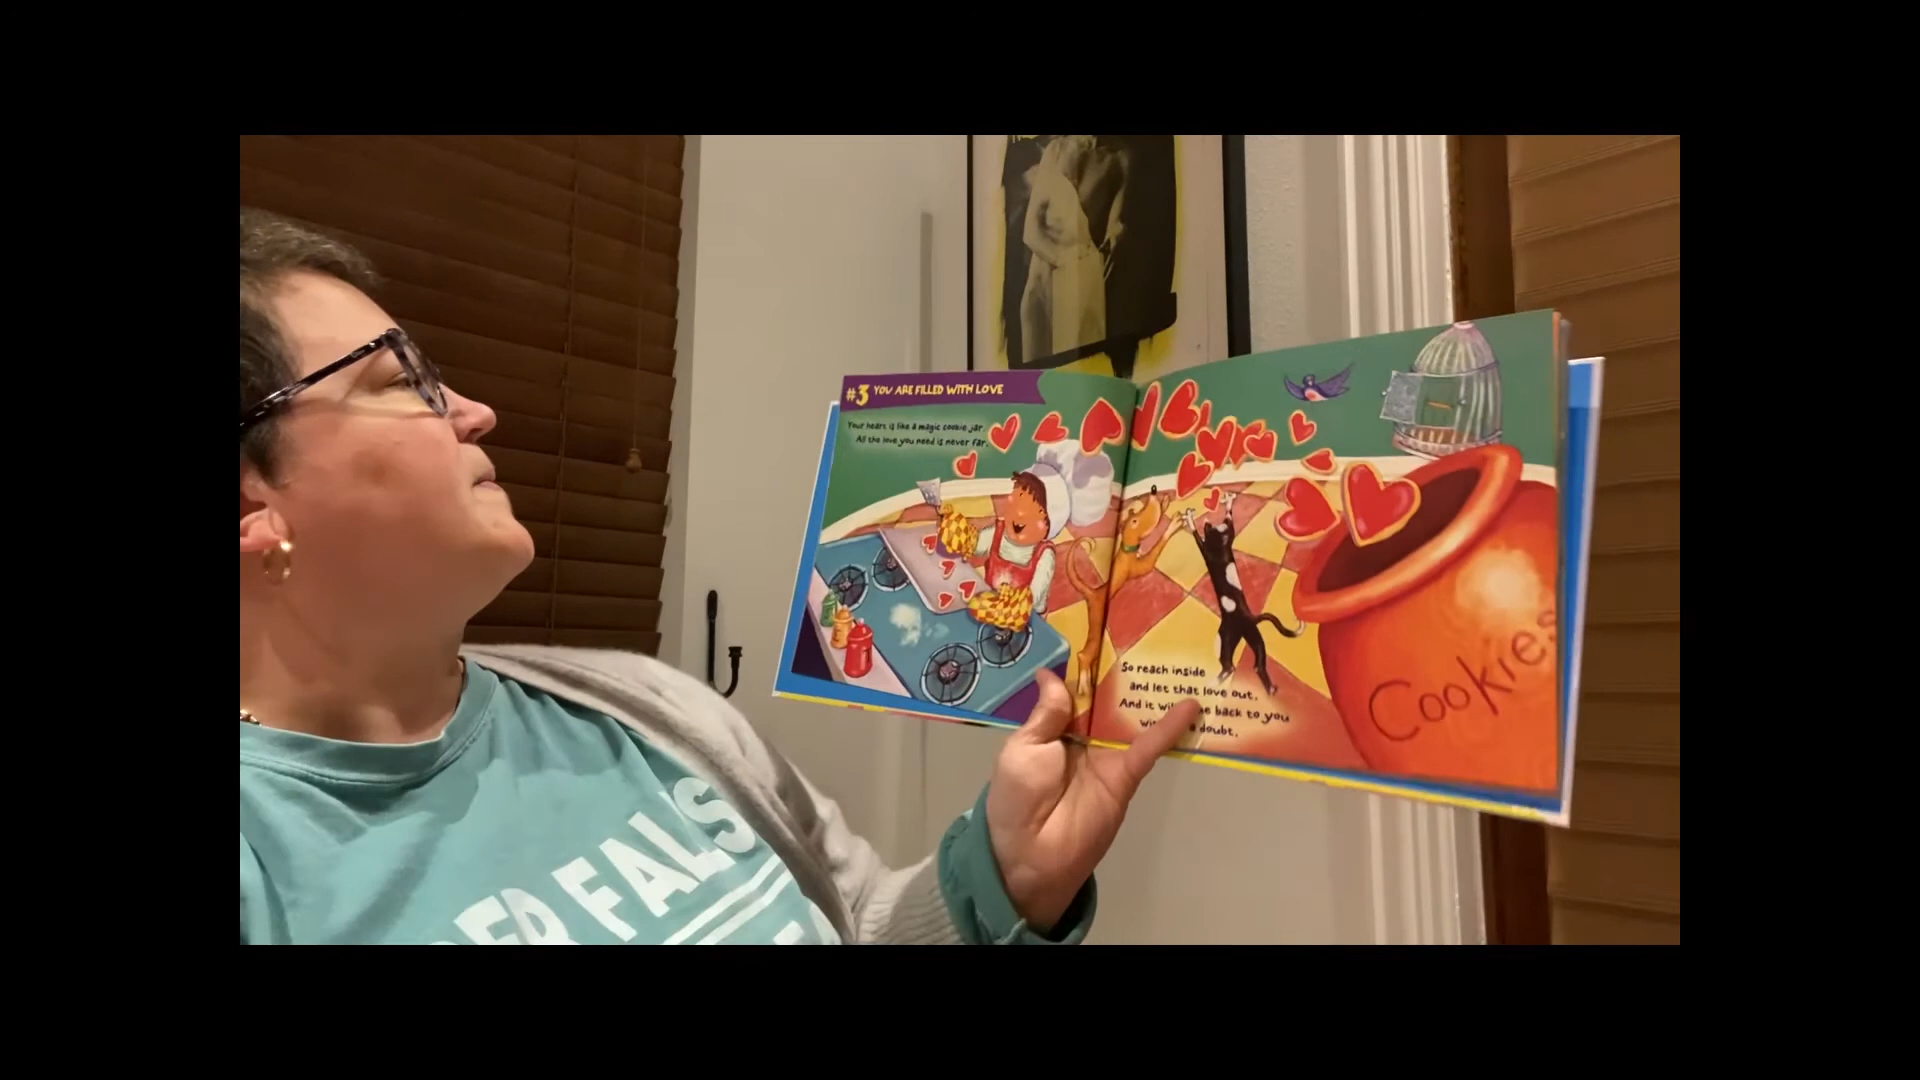 #3 YOU ARE FILLED WITH LOVE
Your heart is like a magic cookie jar.
All the love you need is never far.
So reach inside
and let that love out.
And it back to you
doubt.
Cookies
FALLS